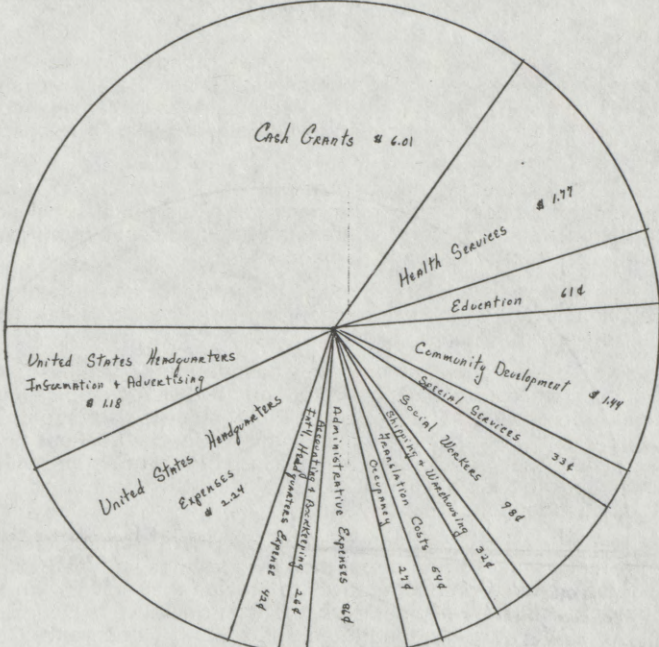 Cash Grants $ 6.01
Health Services $ 1.77
Education 61¢
Community Development $ 1.44
Special Services 33¢
Social Workers 98¢
Shipping & Warehousing 32¢
Translation Costs 64¢
Occupancy 27¢
Administrative Expenses 86¢
Accounting & Bookkeeping 26¢
Int'l. Headquarters Expense 42¢
United States Headquarters
Expenses
$ 2.24
United States Headquarters
Information & Advertising
$ 1.18